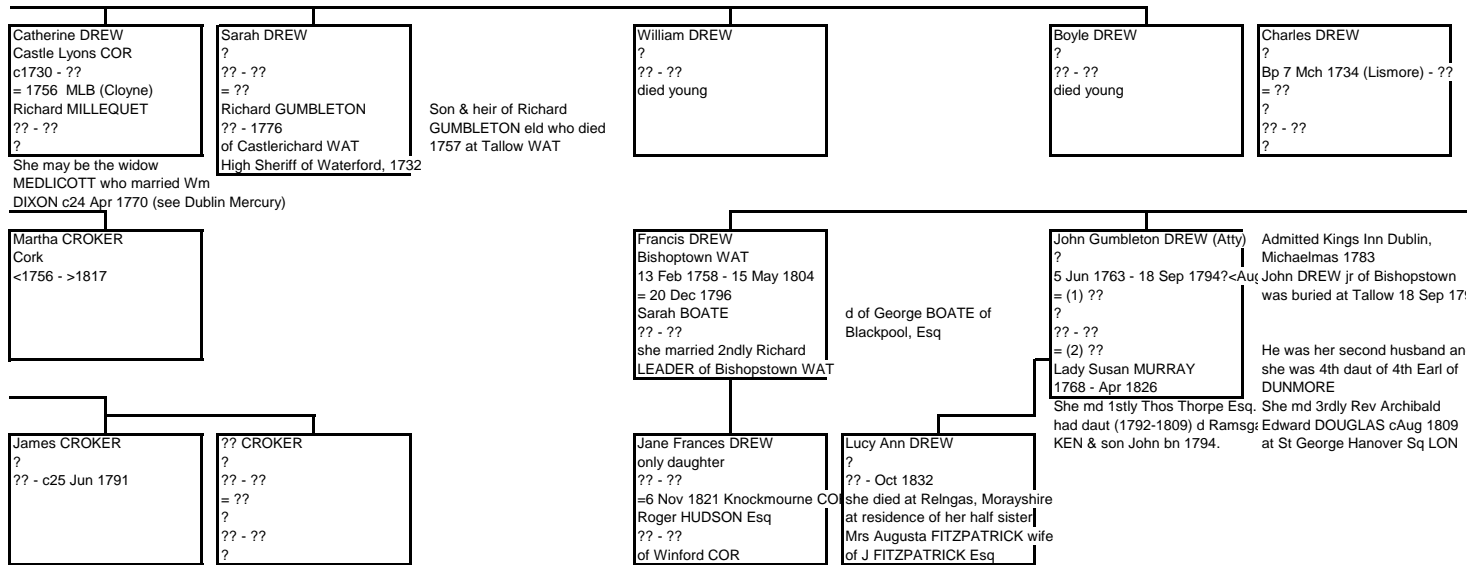 Catherine DREW
Castle Lyons COR
c1730 - ??
= 1756  MLB (Cloyne)
Richard MILLEQUET
?? - ??
?
She may be the widow
MEDLICOTT who married Wm
DIXON c24 Apr 1770 (see Dublin Mercury)
Sarah DREW
?
?? - ??
= ??
Richard GUMBLETON
?? - 1776
of Castlerichard WAT
High Sheriff of Waterford, 1732
Son & heir of Richard
GUMBLETON eld who died
1757 at Tallow WAT
William DREW
?
?? - ??
died young
Boyle DREW
?
?? - ??
died young
Charles DREW
?
Bp 7 Mch 1734 (Lismore) - ??
= ??
?
?? - ??
?
Martha CROKER
Cork
<1756 - >1817
Francis DREW
Bishoptown WAT
13 Feb 1758 - 15 May 1804
= 20 Dec 1796
Sarah BOATE
?? - ??
she married 2ndly Richard
LEADER of Bishopstown WAT
d of George BOATE of
Blackpool, Esq
John Gumbleton DREW (Atty)
?
5 Jun 1763 - 18 Sep 1794?<Aug
= (1) ??
?
?? - ??
= (2) ??
Lady Susan MURRAY
1768 - Apr 1826
She md 1stly Thos Thorpe Esq.
had daut (1792-1809) d Ramsga
KEN & son John bn 1794.
Admitted Kings Inn Dublin,
Michaelmas 1783
John DREW jr of Bishopstown
was buried at Tallow 18 Sep 179
He was her second husband an
she was 4th daut of 4th Earl of
DUNMORE
She md 3rdly Rev Archibald
Edward DOUGLAS cAug 1809
at St George Hanover Sq LON
James CROKER
?
?? - c25 Jun 1791
?? CROKER
?
?? - ??
= ??
?
?? - ??
?
Jane Frances DREW
only daughter
?? - ??
=6 Nov 1821 Knockmourne CO
Roger HUDSON Esq
?? - ??
of Winford COR
Lucy Ann DREW
?
?? - Oct 1832
she died at Relngas, Morayshire
at residence of her half sister
Mrs Augusta FITZPATRICK wife
of J FITZPATRICK Esq